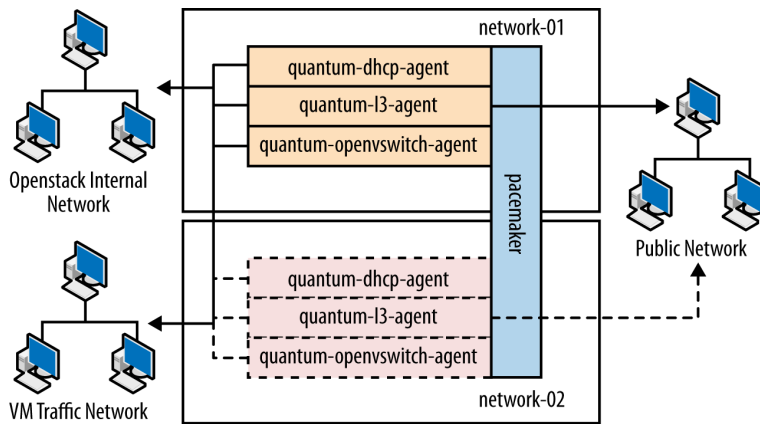 network-01
quantum-dhcp-agent
quantum-l3-agent
quantum-openvswitch-agent
pacemaker
Openstack Internal
Network
Public Network
quantum-dhcp-agent
quantum-l3-agent
quantum-openvswitch-agent
VM Traffic Network
network-02